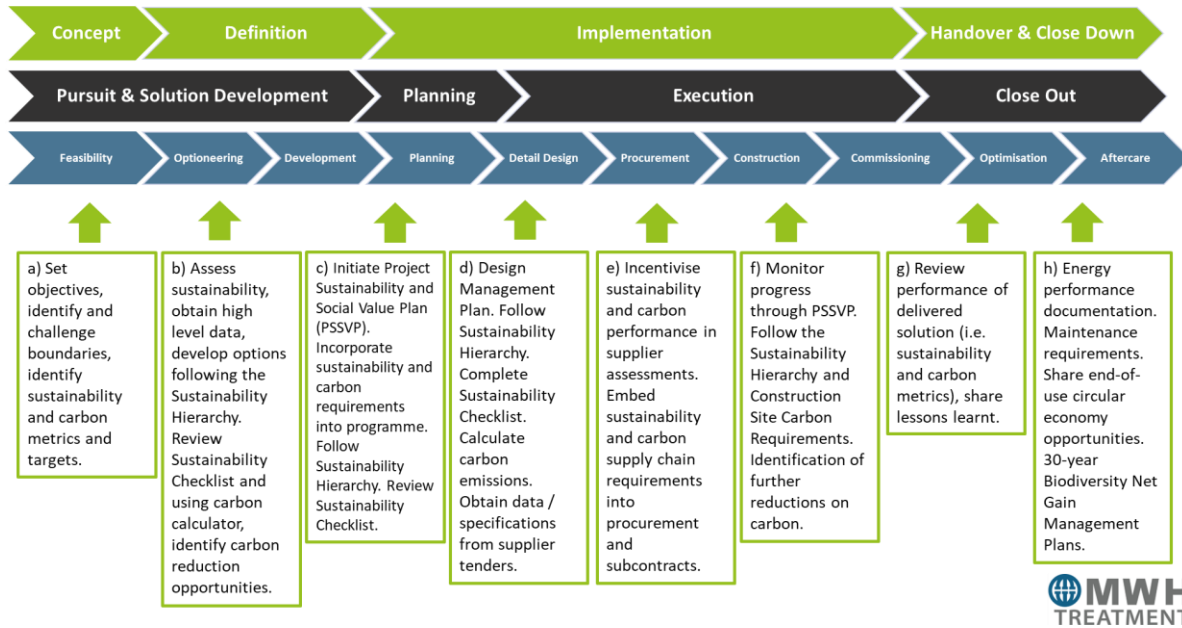 Concept
Definition
Implementation
Handover & Close Down
Pursuit & Solution Development
Planning
Execution
Close Out
Feasibility
Optioneering
Development
Planning
Detail Design
Procurement
Construction
Commissioning
Optimisation
Aftercare
a) Set
objectives,
identify and
challenge
boundaries,
identify
sustainability
and carbon
metrics and
targets.
b) Assess
sustainability,
obtain high
level data,
develop options
following the
Sustainability
Hierarchy.
Review
Sustainability
Checklist and
using carbon
calculator,
identify carbon
reduction
opportunities.
c) Initiate Project
Sustainability and
Social Value Plan
(PSSVP).
Incorporate
sustainability and
carbon
requirements
into programme.
Follow
Sustainability
Hierarchy. Review
Sustainability
Checklist.
d) Design
Management
Plan. Follow
Sustainability
Hierarchy.
Complete
Sustainability
Checklist.
Calculate
carbon
emissions.
Obtain data /
specifications
from supplier
tenders.
e) Incentivise
sustainability
and carbon
performance in
supplier
assessments.
Embed
sustainability
and carbon
supply chain
requirements
into
procurement
and
subcontracts.
f) Monitor
progress
through PSSVP.
Follow the
Sustainability
Hierarchy and
Construction
Site Carbon
Requirements.
Identification of
further
reductions on
carbon.
g) Review
performance of
delivered
solution (i.e.
sustainability
and carbon
metrics), share
lessons learnt.
h) Energy
performance
documentation.
Maintenance
requirements.
Share end-of-
use circular
economy
opportunities.
30-year
Biodiversity Net
Gain
Management
Plans.
MWH
TREATMENT